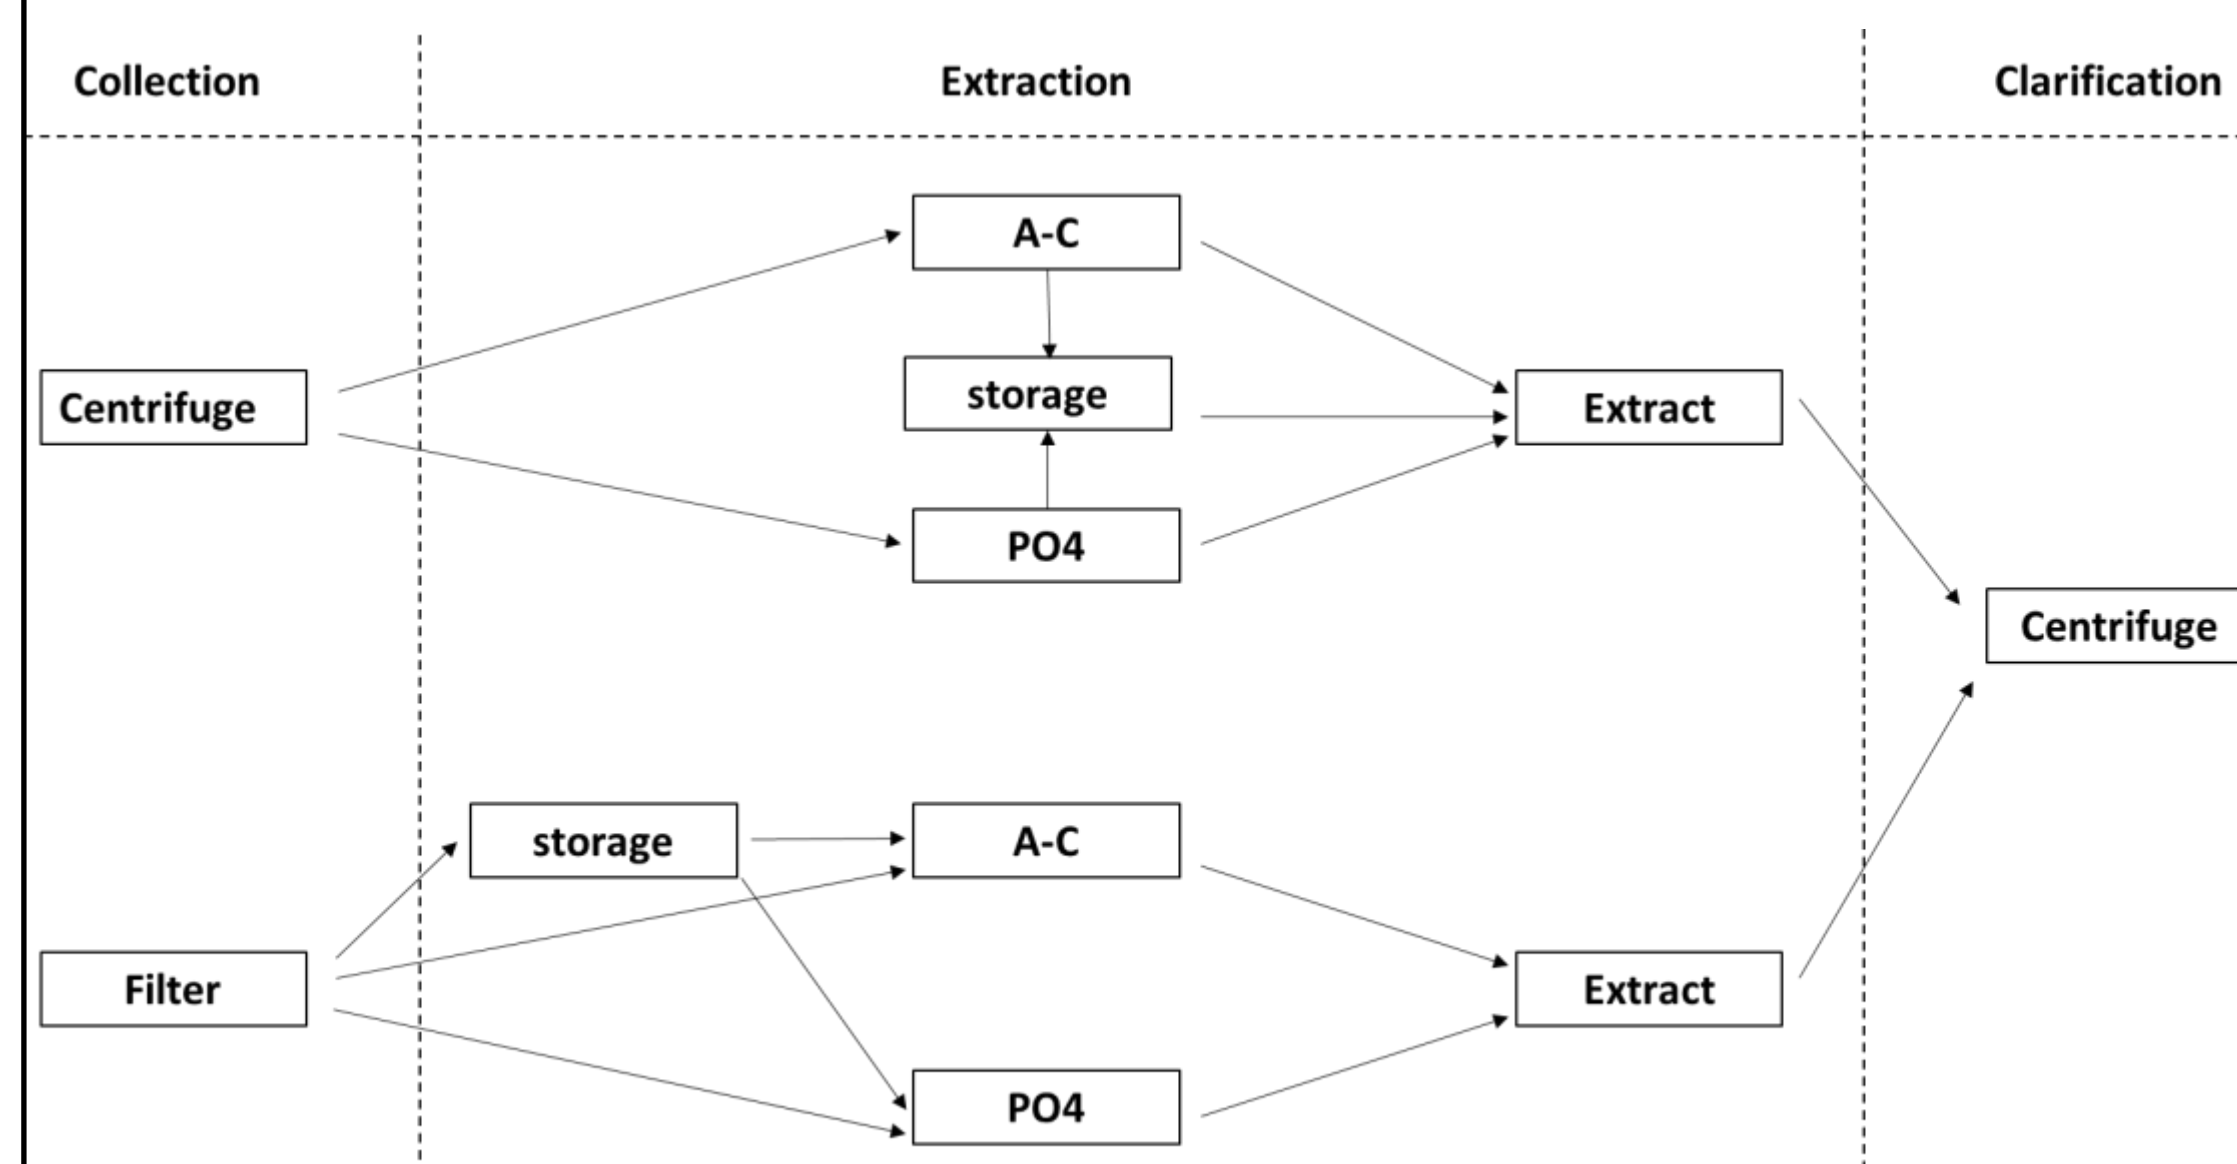 Collection
Extraction
Clarification
A-C
Centrifuge
storage
Extract
PO4
Centrifuge
storage
A-C
Filter
Extract
PO4